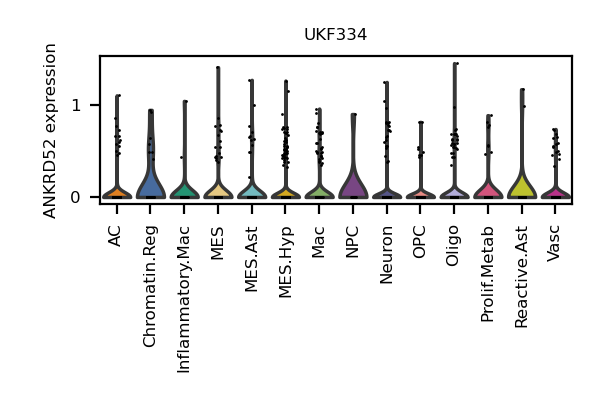 UKF334
ANKRD52 expression
1
0
AC
Chromatin.Reg
Inflammatory.Mac
MES
MES.Ast
MES.Hyp
Mac
NPC
Neuron
OPC
Oligo
Prolif.Metab
Reactive.Ast
Vasc